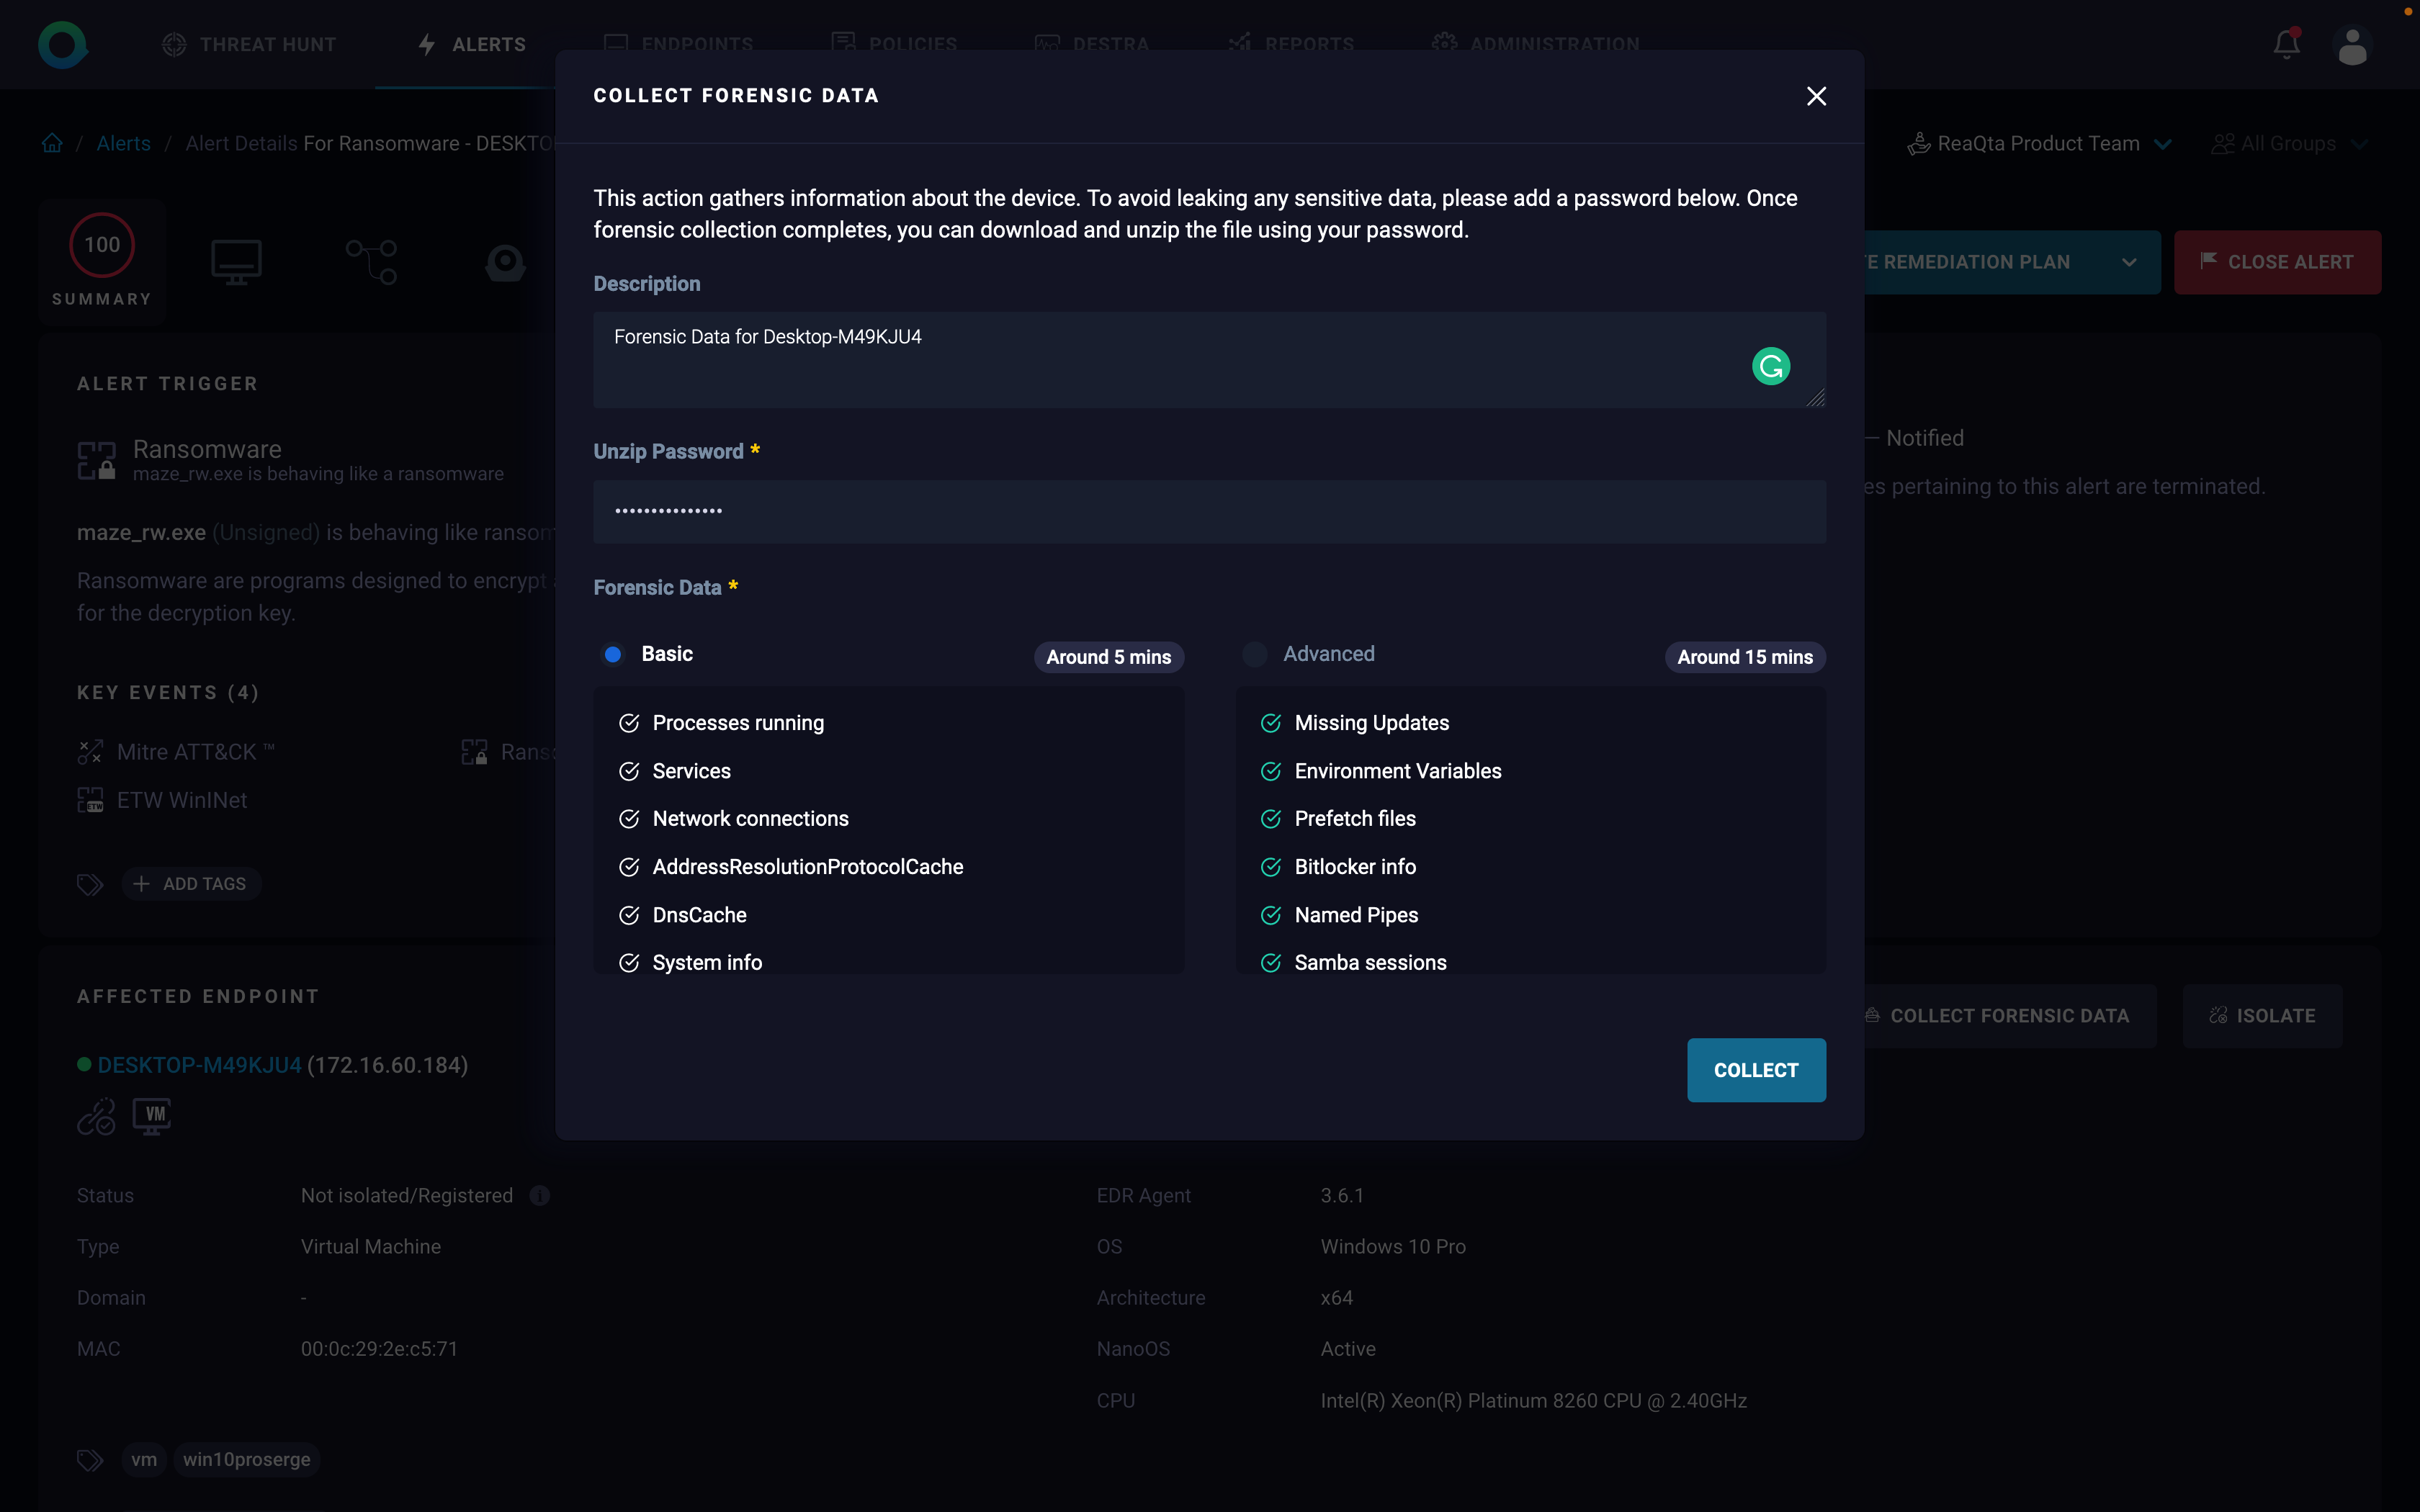 THREAT HUNT
ALERTS
ENDPOINTS
POLICIES
DESTRA
REPORTS
ADMINISTRATION
/ Alerts / Alert Details For Ransomware - DESKTO
ReaQta Product Team
All Groups
COLLECT FORENSIC DATA
This action gathers information about the device. To avoid leaking any sensitive data, please add a password below. Once
forensic collection completes, you can download and unzip the file using your password.
Description
Forensic Data for Desktop-M49KJU4
Unzip Password *
•••••••••••••••
Forensic Data *
Basic
Around 5 mins
Processes running
Services
Network connections
AddressResolutionProtocolCache
DnsCache
System info
Advanced
Around 15 mins
Missing Updates
Environment Variables
Prefetch files
Bitlocker info
Named Pipes
Samba sessions
COLLECT
100
SUMMARY
E REMEDIATION PLAN
CLOSE ALERT
ALERT TRIGGER
Ransomware
maze_rw.exe is behaving like a ransomware
maze_rw.exe (Unsigned) is behaving like ransom
Ransomware are programs designed to encrypt
for the decryption key.
— Notified
es pertaining to this alert are terminated.
KEY EVENTS (4)
Mitre ATT&CK ™
Ranso
ETW WinINet
ADD TAGS
AFFECTED ENDPOINT
COLLECT FORENSIC DATA
ISOLATE
DESKTOP-M49KJU4 (172.16.60.184)
VM
Status Not isolated/Registered
Type Virtual Machine
Domain -
MAC 00:0c:29:2e:c5:71
EDR Agent 3.6.1
OS Windows 10 Pro
Architecture x64
NanoOS Active
CPU Intel(R) Xeon(R) Platinum 8260 CPU @ 2.40GHz
vm
win10proserge